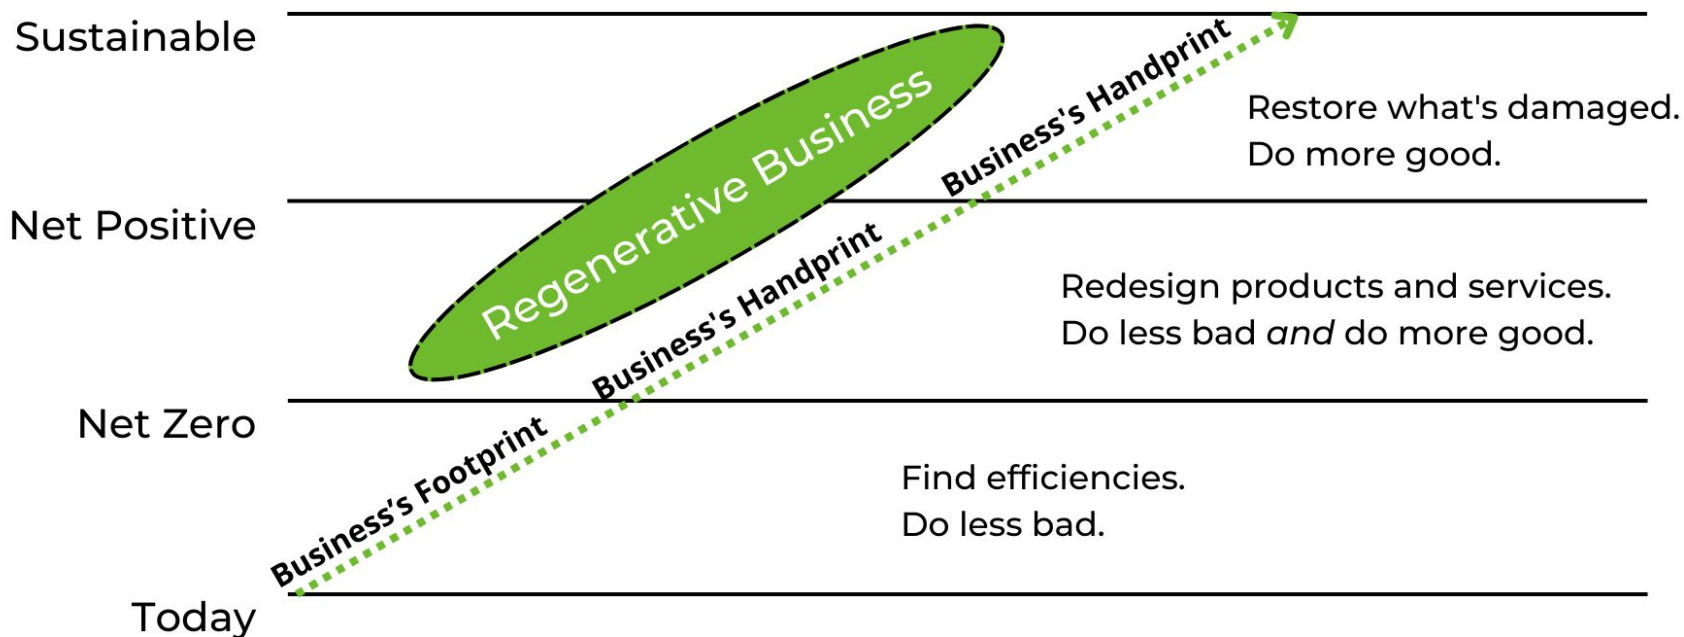 Sustainable
Regenerative Business
Business's Handprint
Restore what's damaged.
Do more good.
Net Positive
Business's Handprint
Redesign products and services.
Do less bad and do more good.
Net Zero
Business's Footprint
Find efficiencies.
Do less bad.
Today